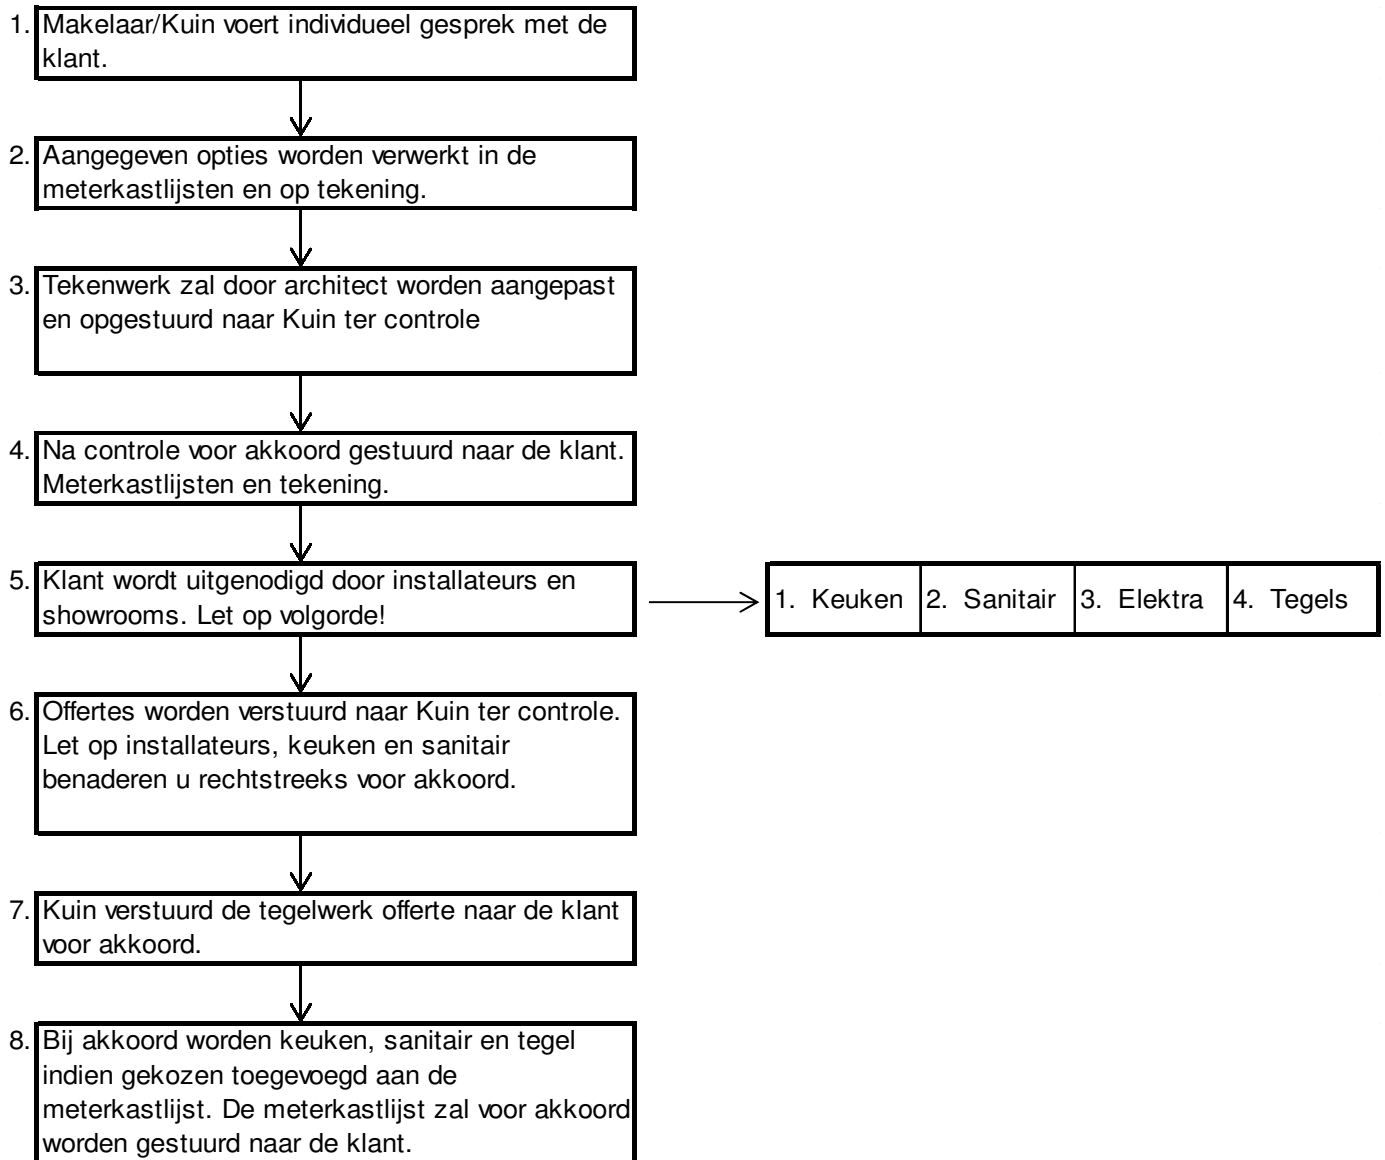 1. Makelaar/Kuin voert individueel gesprek met de
klant.
2. Aangegeven opties worden verwerkt in de
meterkastlijsten en op tekening.
3. Tekenwerk zal door architect worden aangepast
en opgestuurd naar Kuin ter controle
4. Na controle voor akkoord gestuurd naar de klant.
Meterkastlijsten en tekening.
5. Klant wordt uitgenodigd door installateurs en
showrooms. Let op volgorde!
1. Keuken 2. Sanitair 3. Elektra 4. Tegels
6. Offertes worden verstuurd naar Kuin ter controle.
Let op installateurs, keuken en sanitair
benaderen u rechtstreeks voor akkoord.
7. Kuin verstuurd de tegelwerk offerte naar de klant
voor akkoord.
8. Bij akkoord worden keuken, sanitair en tegel
indien gekozen toegevoegd aan de
meterkastlijst. De meterkastlijst zal voor akkoord
worden gestuurd naar de klant.